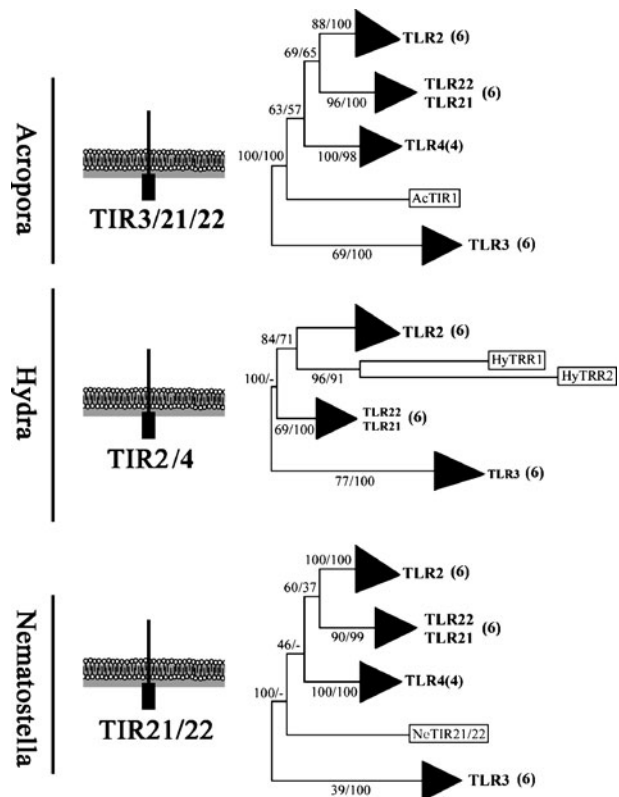 Acropora
TIR3/21/22
88/100
TLR2 (6)
69/65
96/100
TLR22
TLR21
(6)
63/57
100/98
TLR4(4)
100/100
AcTIR1
69/100
TLR3 (6)
Hydra
TIR2/4
84/71
TLR2 (6)
96/91
HyTRR1
HyTRR2
100/-
69/100
TLR22
TLR21
(6)
77/100
TLR3 (6)
Nematostella
TIR21/22
100/100
TLR2 (6)
60/37
90/99
TLR22
TLR21
(6)
46/-
100/100
TLR4(4)
100/-
NeTIR21/22
39/100
TLR3 (6)